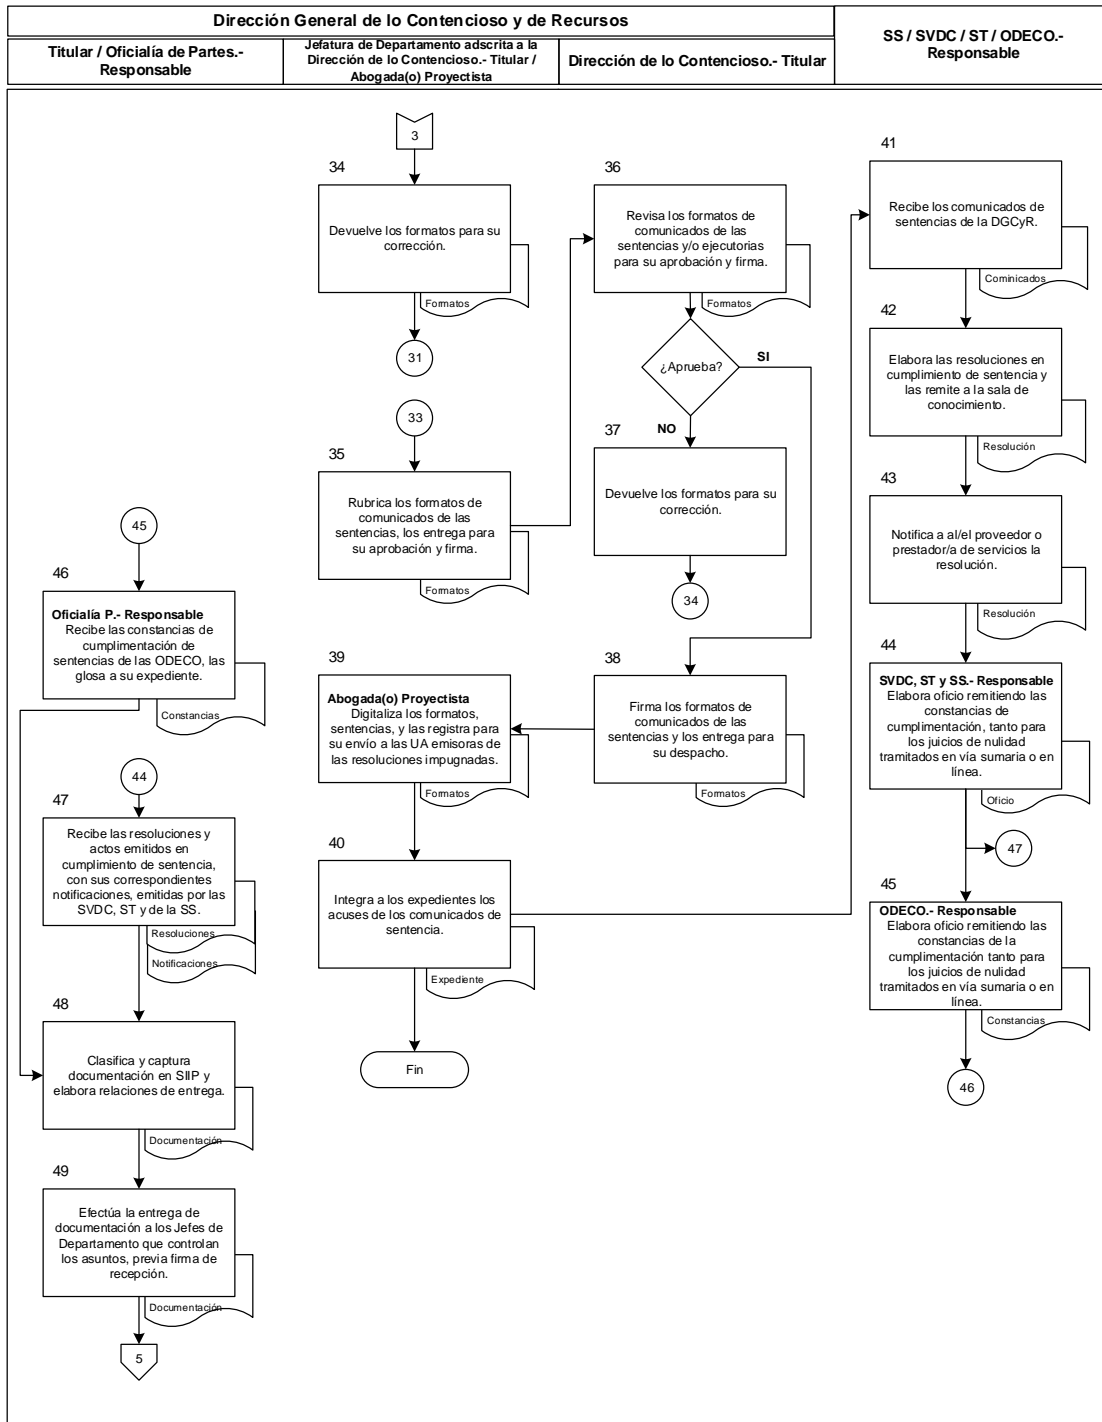 Dirección General de lo Contencioso y de Recursos
SS / SVDC / ST / ODECO.-
Responsable
Titular / Oficialía de Partes.-
Responsable
Jefatura de Departamento adscrita a la
Dirección de lo Contencioso.- Titular /
Abogada(o) Proyectista
Dirección de lo Contencioso.- Titular
3
34
Devuelve los formatos para su
corrección.
Formatos
31
33
35
Rubrica los formatos de
comunicados de las
sentencias, los entrega para
su aprobación y firma.
Formatos
36
Revisa los formatos de
comunicados de las
sentencias y/o ejecutorias
para su aprobación y firma.
Formatos
¿Aprueba?
SI
NO
37
Devuelve los formatos para su
corrección.
34
38
Firma los formatos de
comunicados de las
sentencias y los entrega para
su despacho.
Formatos
39
Abogada(o) Proyectista
Digitaliza los formatos,
sentencias, y las registra para
su envío a las UA emisoras de
las resoluciones impugnadas.
Formatos
40
Integra a los expedientes los
acuses de los comunicados de
sentencia.
Expediente
Fin
41
Recibe los comunicados de
sentencias de la DGCyR.
Cominicados
42
Elabora las resoluciones en
cumplimiento de sentencia y
las remite a la sala de
conocimiento.
Resolución
43
Notifica a al/el proveedor o
prestador/a de servicios la
resolución.
Resolución
44
SVDC, ST y SS.- Responsable
Elabora oficio remitiendo las
constancias de
cumplimentación, tanto para
los juicios de nulidad
tramitados en vía sumaria o en
línea.
Oficio
47
45
ODECO.- Responsable
Elabora oficio remitiendo las
constancias de la
cumplimentación tanto para
los juicios de nulidad
tramitados en vía sumaria o en
línea.
Constancias
46
45
46
Oficialía P.- Responsable
Recibe las constancias de
cumplimentación de
sentencias de las ODECO, las
glosa a su expediente.
Constancias
44
47
Recibe las resoluciones y
actos emitidos en
cumplimiento de sentencia,
con sus correspondientes
notificaciones, emitidas por las
SVDC, ST y de la SS.
Resoluciones
Notificaciones
48
Clasifica y captura
documentación en SIIP y
elabora relaciones de entrega.
Documentación
49
Efectúa la entrega de
documentación a los Jefes de
Departamento que controlan
los asuntos, previa firma de
recepción.
Documentación
5